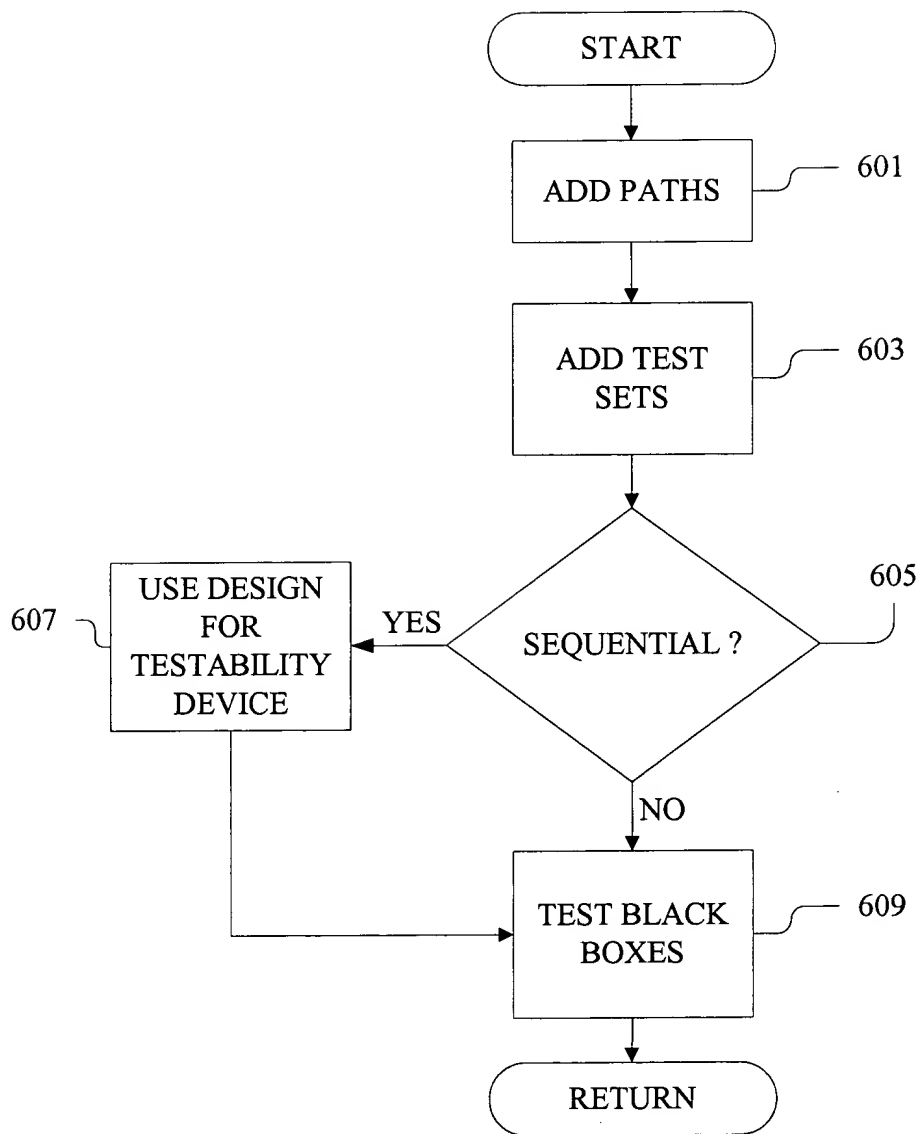 START
ADD PATHS
601
ADD TEST
SETS
603
SEQUENTIAL ?
605
YES
USE DESIGN
FOR
TESTABILITY
DEVICE
607
NO
TEST BLACK
BOXES
609
RETURN